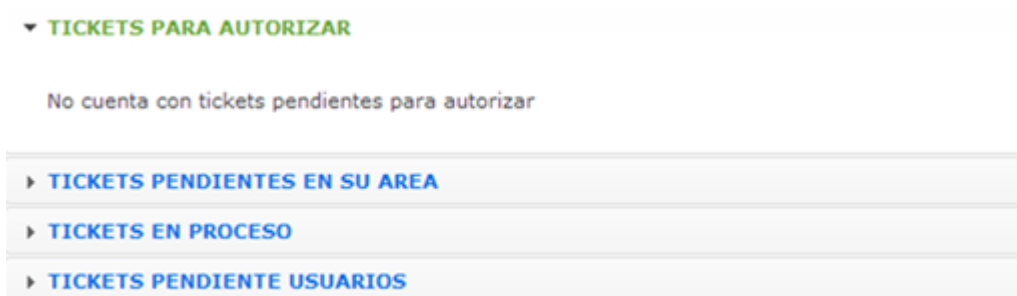 TICKETS PARA AUTORIZAR
No cuenta con tickets pendientes para autorizar
TICKETS PENDIENTES EN SU AREA
TICKETS EN PROCESO
TICKETS PENDIENTE USUARIOS